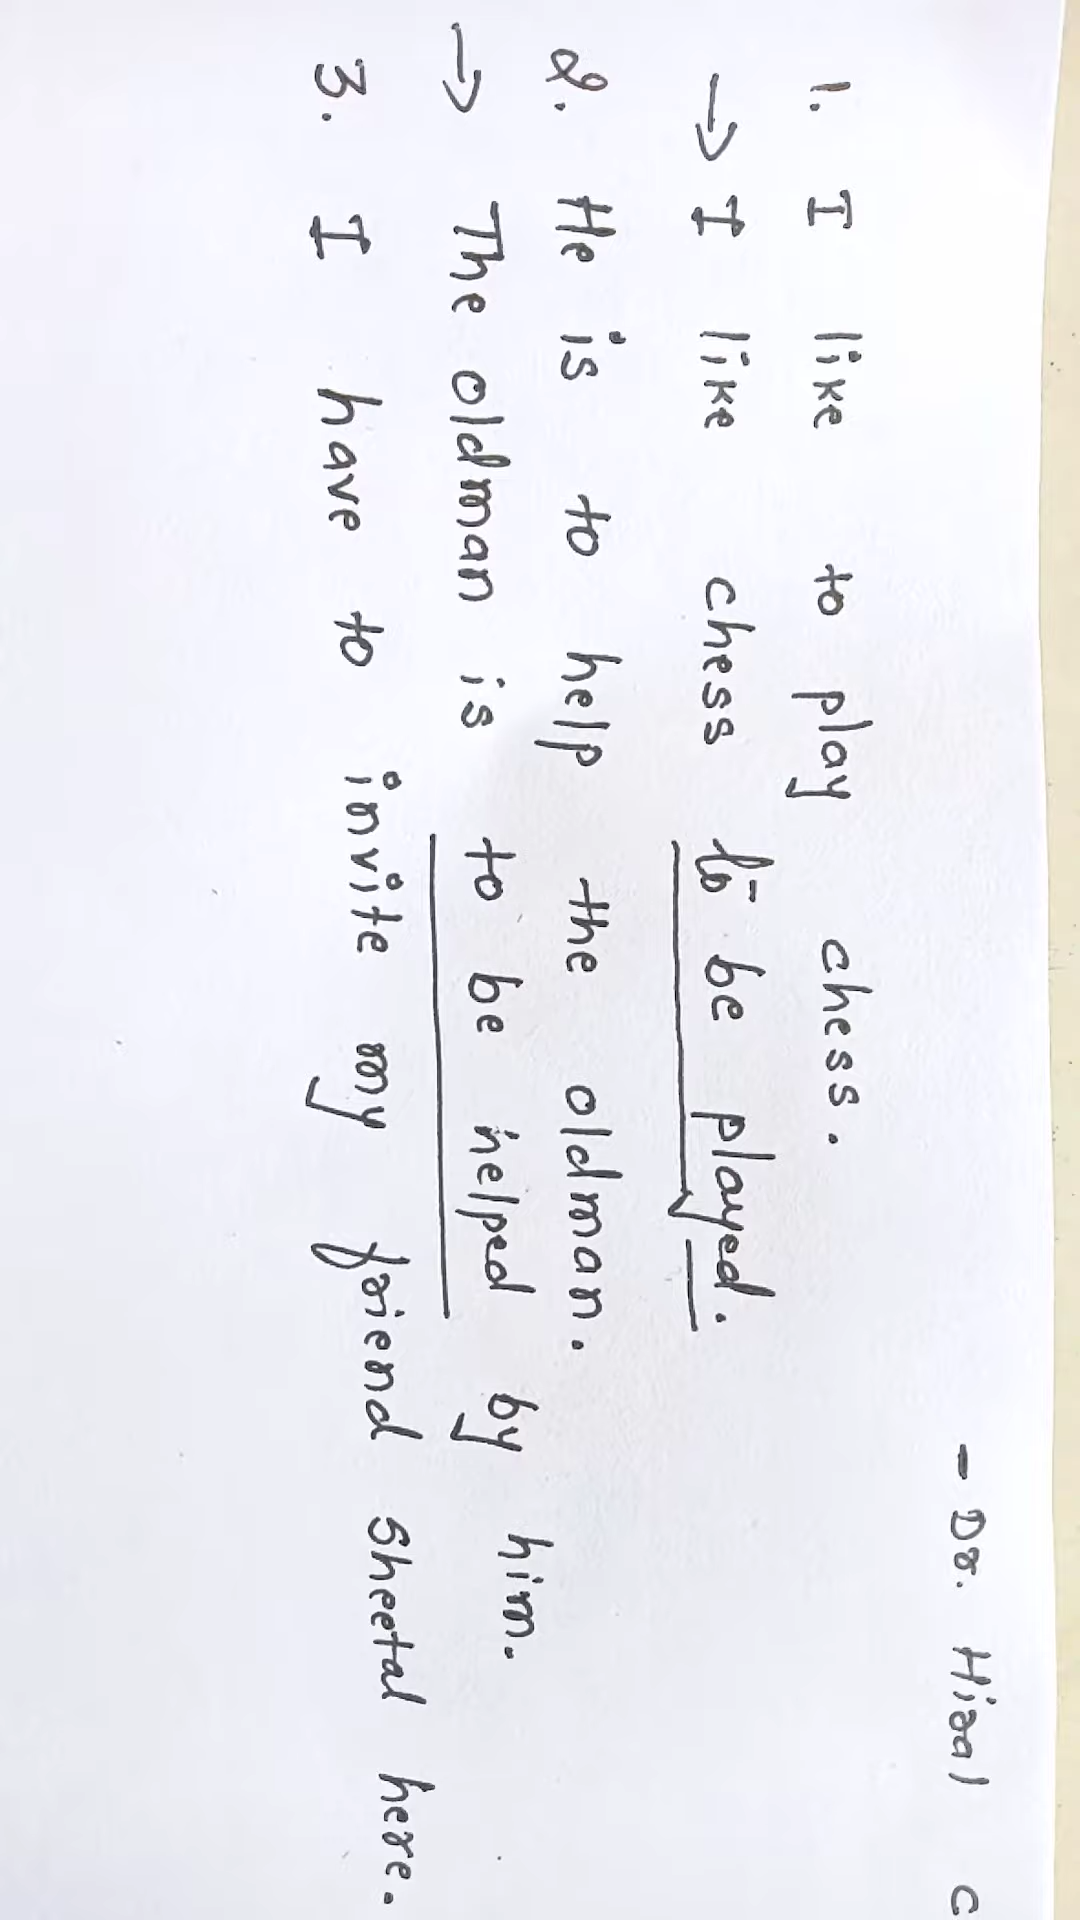 - Dr. Hiral C
1. I like to play chess.
→ I like chess to be played.
2. He is to help the oldman.
→ The oldman is to be helped by him.
3. I have to invite my friend Sheetal here.